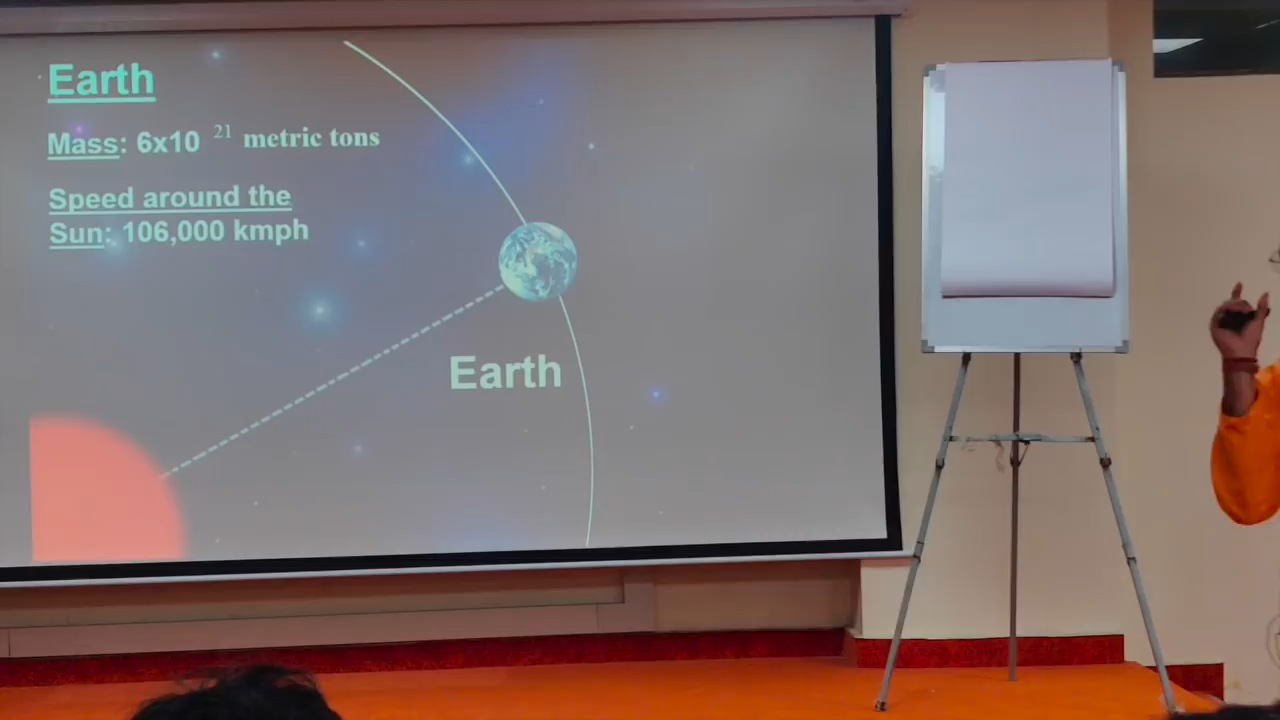 Earth
Mass: 6x10 21 metric tons
Speed around the
Sun: 106,000 kmph
Earth